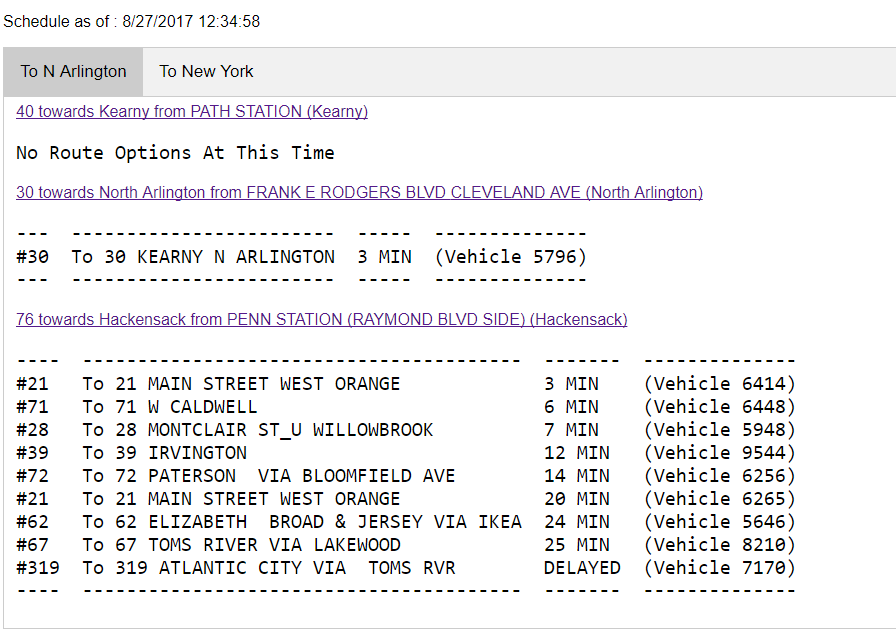 Schedule as of : 8/27/2017 12:34:58
To N Arlington To New York
40 towards Kearny from PATH STATION (Kearny)
No Route Options At This Time
30 towards North Arlington from FRANK E RODGERS BLVD CLEVELAND AVE (North Arlington)
--- ------------------------ ----- --------------
#30 To 30 KEARNY N ARLINGTON 3 MIN (Vehicle 5796)
--- ------------------------ ----- --------------
76 towards Hackensack from PENN STATION (RAYMOND BLVD SIDE) (Hackensack)
---- ---------------------------------------- ------- --------------
#21 To 21 MAIN STREET WEST ORANGE 3 MIN (Vehicle 6414)
#71 To 71 W CALDWELL 6 MIN (Vehicle 6448)
#28 To 28 MONTCLAIR ST_U WILLOWBROOK 7 MIN (Vehicle 5948)
#39 To 39 IRVINGTON 12 MIN (Vehicle 9544)
#72 To 72 PATERSON  VIA BLOOMFIELD AVE 14 MIN (Vehicle 6256)
#21 To 21 MAIN STREET WEST ORANGE 20 MIN (Vehicle 6265)
#62 To 62 ELIZABETH  BROAD & JERSEY VIA IKEA 24 MIN (Vehicle 5646)
#67 To 67 TOMS RIVER VIA LAKEWOOD 25 MIN (Vehicle 8210)
#319 To 319 ATLANTIC CITY VIA  TOMS RVR DELAYED (Vehicle 7170)
---- ---------------------------------------- ------- --------------